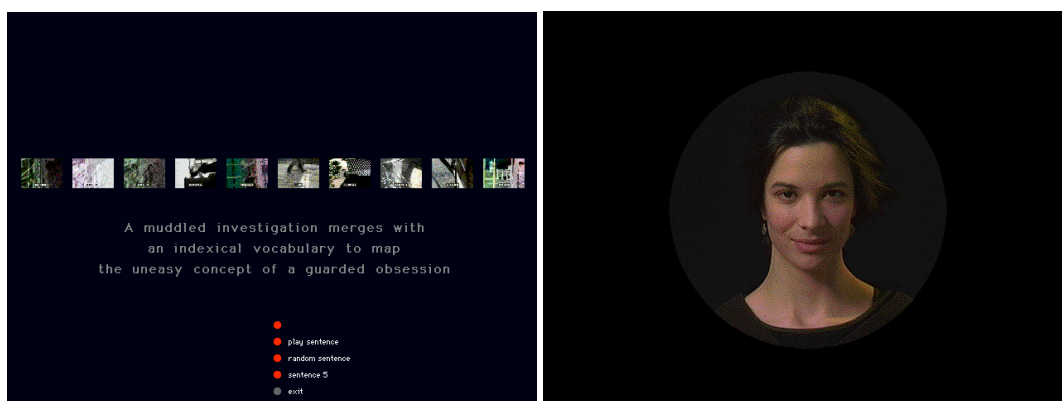 A muddled investigation merges with
an indexical vocabulary to map
the uneasy concept of a guarded obsession
play sentence
random sentence
sentence 5
exit